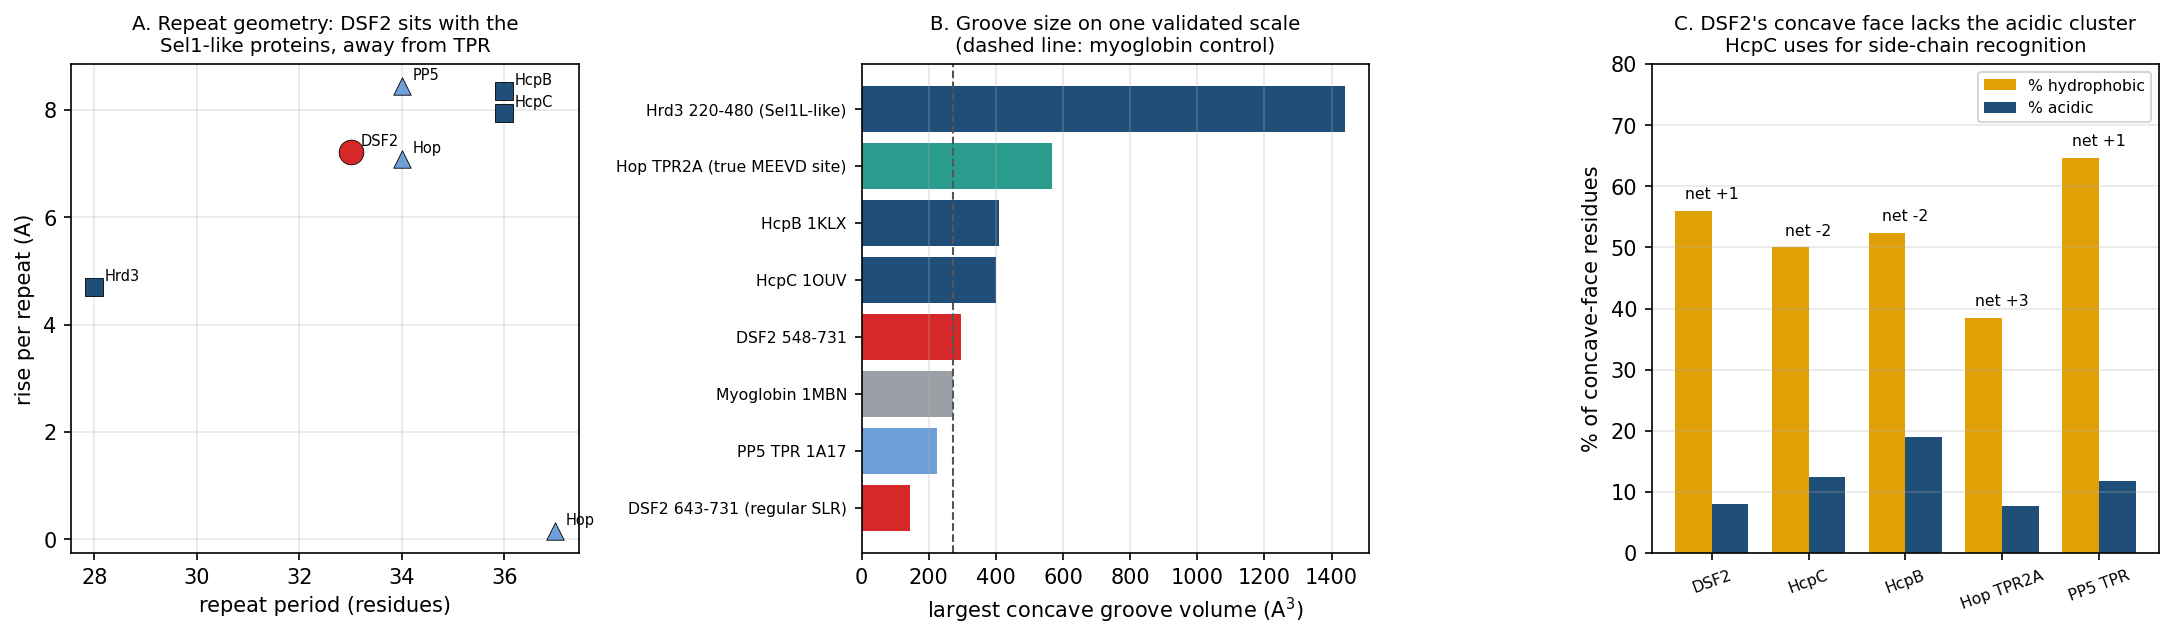 A. Repeat geometry: DSF2 sits with the
Sel1-like proteins, away from TPR
rise per repeat (A)
8
6
4
2
0
PP5
HcpB
HcpC
DSF2
Hop
Hrd3
Hop
28 30 32 34 36
repeat period (residues)
B. Groove size on one validated scale
(dashed line: myoglobin control)
Hrd3 220-480 (Sel1L-like)
Hop TPR2A (true MEEVD site)
HcpB 1KLX
HcpC 1OUV
DSF2 548-731
Myoglobin 1MBN
PP5 TPR 1A17
DSF2 643-731 (regular SLR)
0 200 400 600 800 1000 1200 1400
largest concave groove volume (A³)
C. DSF2's concave face lacks the acidic cluster
HcpC uses for side-chain recognition
% of concave-face residues
80
70
60
50
40
30
20
10
0
% hydrophobic
% acidic
net +1
net -2
net -2
net +3
net +1
DSF2
HcpC
HcpB
Hop TPR2A
PP5 TPR